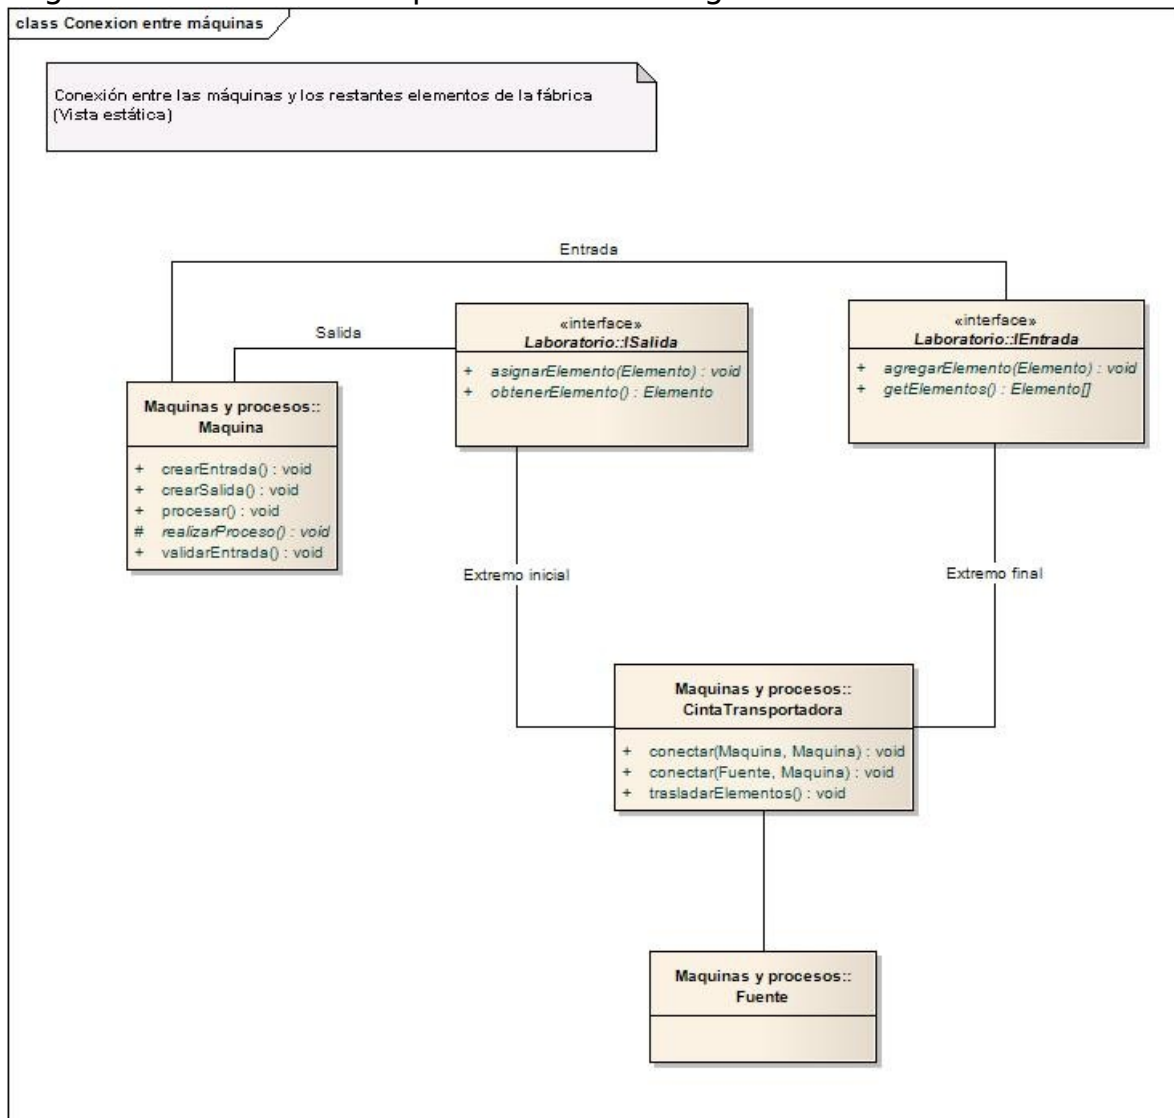 class Conexion entre máquinas
Conexión entre las máquinas y los restantes elementos de la fábrica
(Vista estática)
Entrada
Salida
«interface»
Laboratorio::ISalida
+ asignarElemento(Elemento) : void
+ obtenerElemento() : Elemento
«interface»
Laboratorio::IEntrada
+ agregarElemento(Elemento) : void
+ getElementos() : Elemento[]
Maquinas y procesos::
Maquina
+ crearEntrada() : void
+ crearSalida() : void
+ procesar() : void
# realizarProceso() : void
+ validarEntrada() : void
Extremo inicial
Extremo final
Maquinas y procesos::
CintaTransportadora
+ conectar(Maquina, Maquina) : void
+ conectar(Fuente, Maquina) : void
+ trasladarElementos() : void
Maquinas y procesos::
Fuente